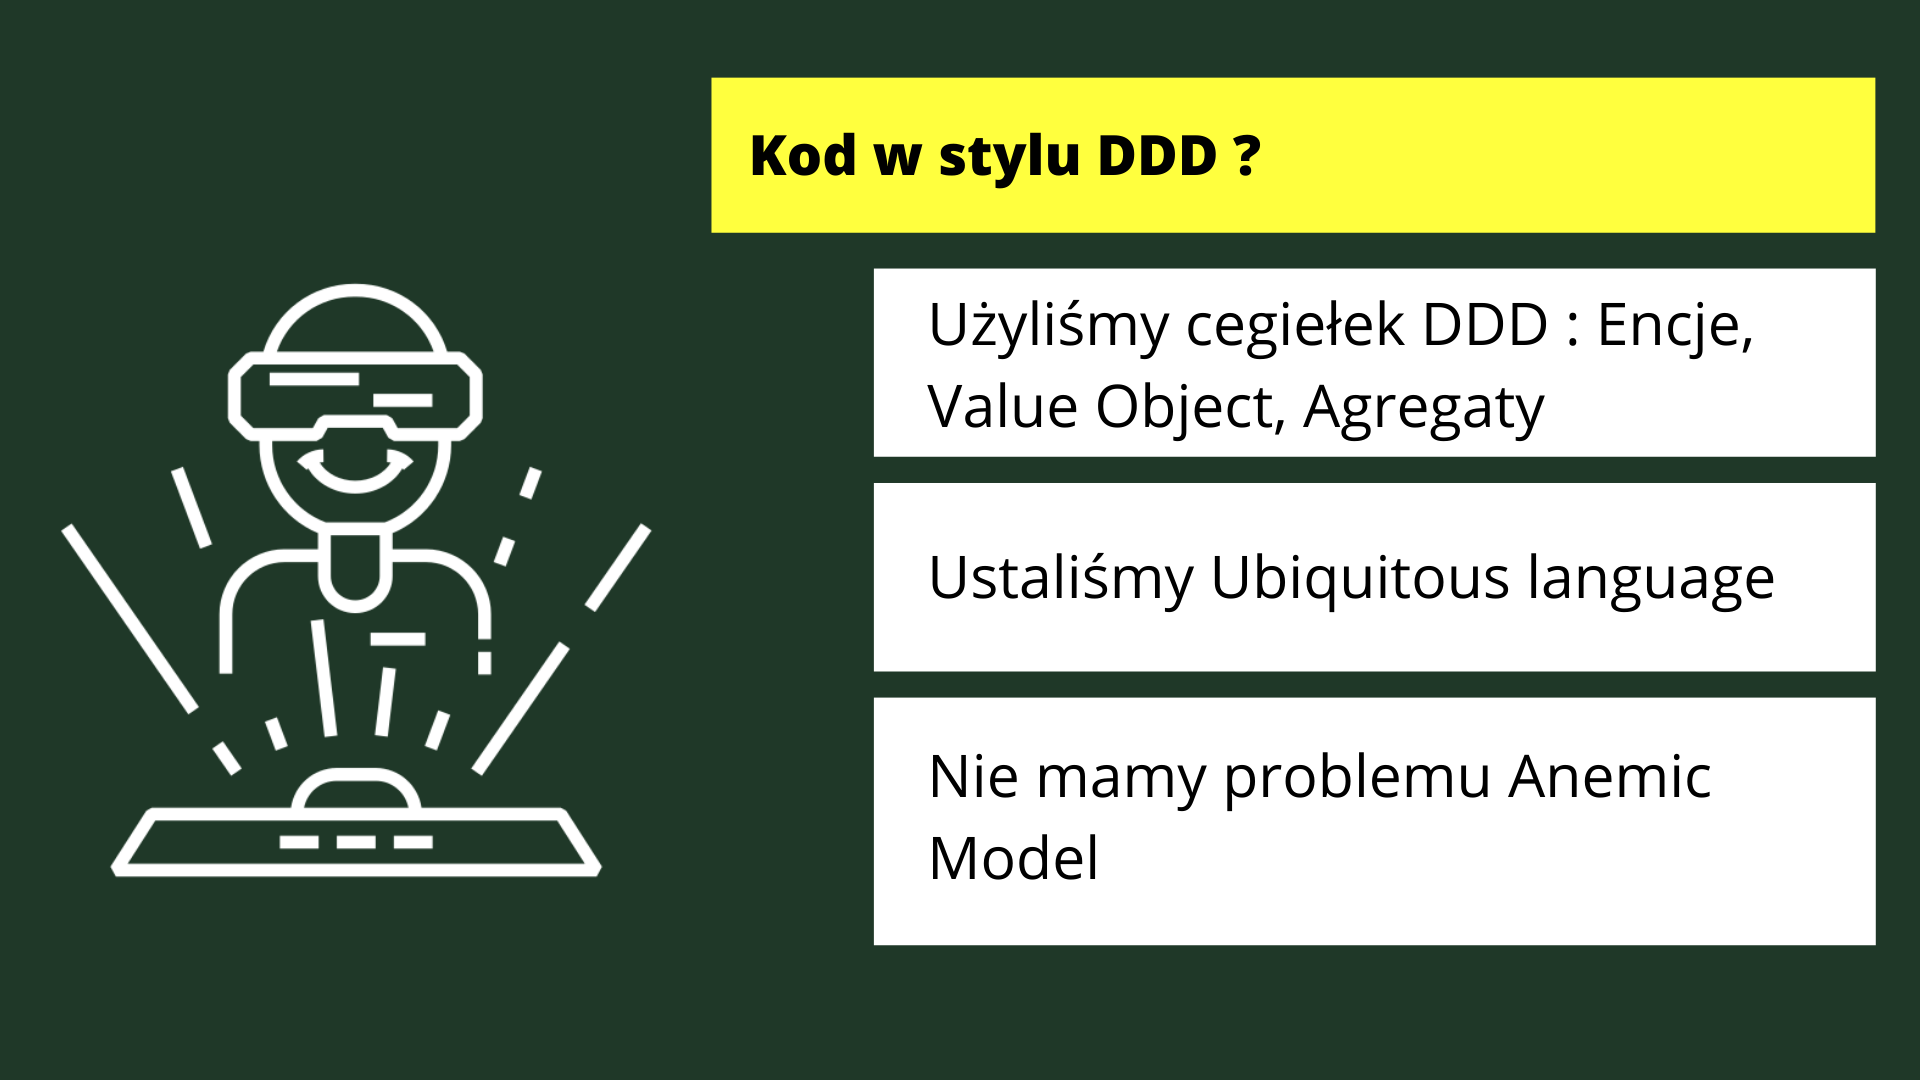 Kod w stylu DDD ?
Użyliśmy cegiełek DDD : Encje,
Value Object, Agregaty
Ustaliśmy Ubiquitous language
Nie mamy problemu Anemic
Model